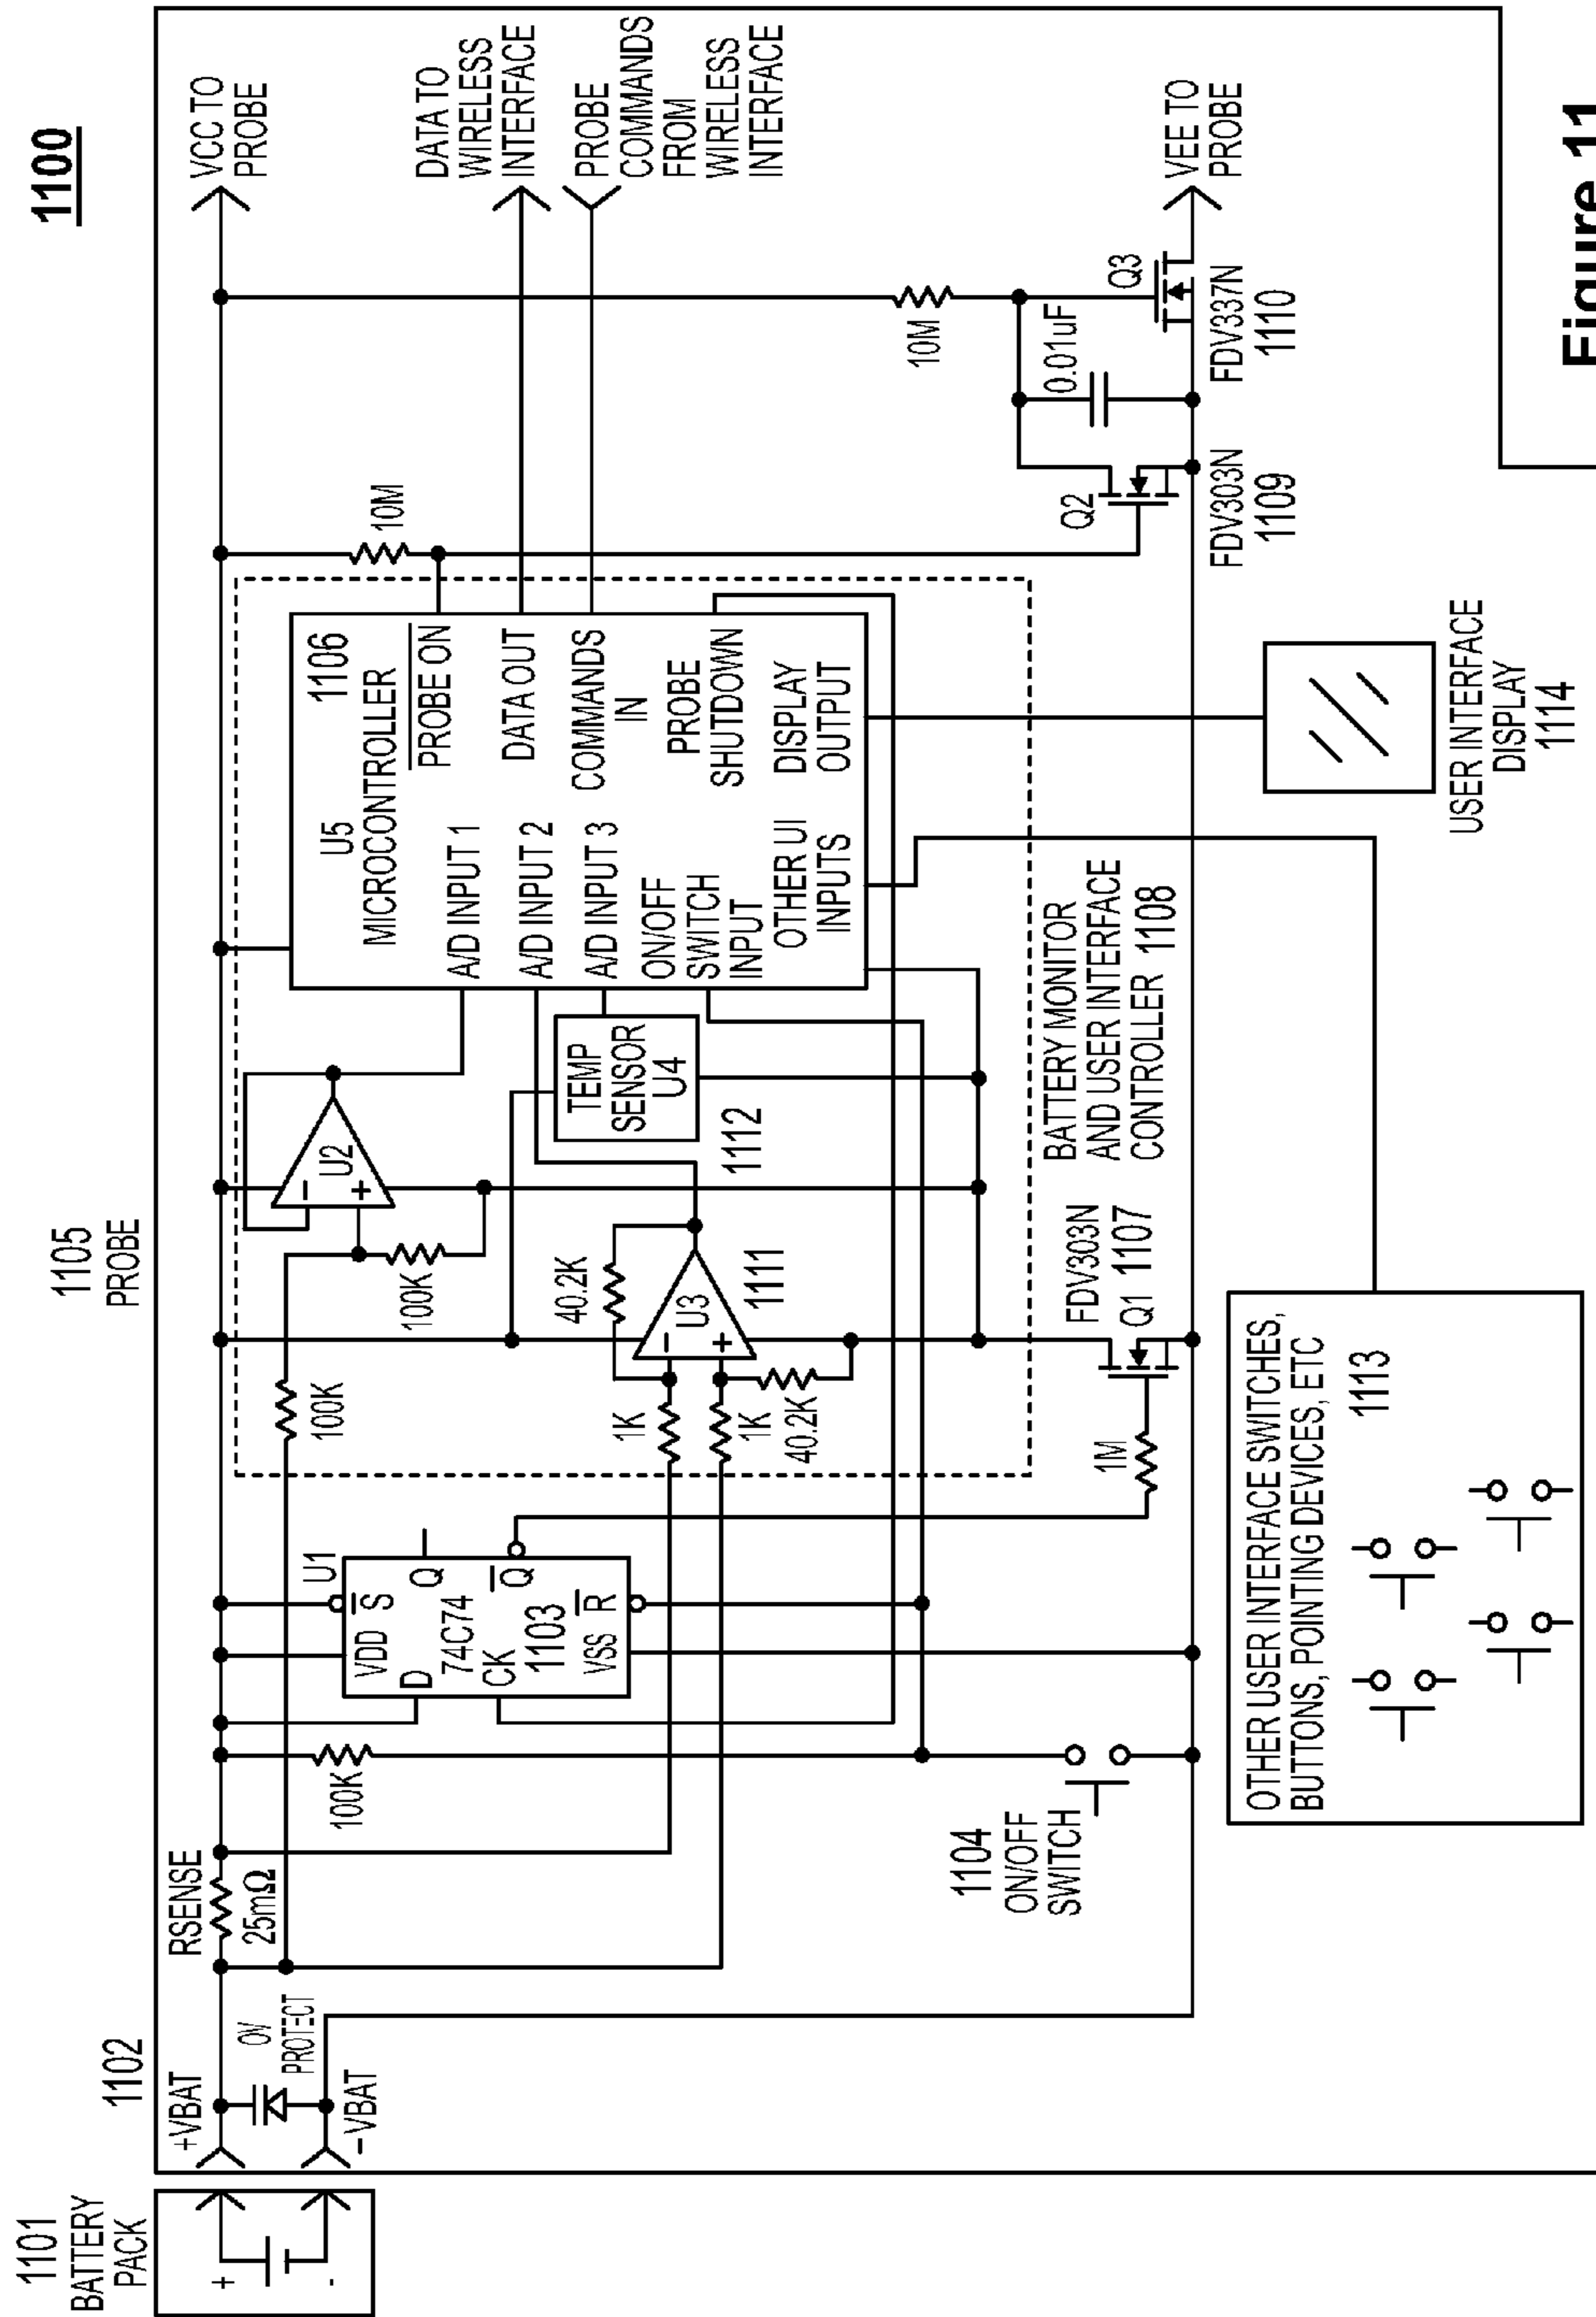 1100
1101
BATTERY
PACK
+
-
1102
+VBAT
-VBAT
OV
PROTECT
RSENSE
25mΩ
1105
PROBE
100K
1104
ON/OFF
SWITCH
U1
S
VDD
D
74C74
CK
1103
VSS
R
Q
Q
100K
100K
U2
-
+
1K
1K
40.2K
40.2K
U3
-
+
1111
1M
FDV303N
Q1 1107
TEMP
SENSOR
U4
1112
U5
1106
MICROCONTROLLER
PROBE ON
A/D INPUT 1
DATA OUT
A/D INPUT 2
COMMANDS
IN
A/D INPUT 3
ON/OFF
SWITCH
INPUT
PROBE
SHUTDOWN
OTHER UI
INPUTS
DISPLAY
OUTPUT
BATTERY MONITOR
AND USER INTERFACE
CONTROLLER 1108
10M
Q2
FDV303N
1109
10M
0.01uF
Q3
FDV337N
1110
VCC TO
PROBE
DATA TO
WIRELESS
INTERFACE
PROBE
COMMANDS
FROM
WIRELESS
INTERFACE
VEE TO
PROBE
OTHER USER INTERFACE SWITCHES,
BUTTONS, POINTING DEVICES, ETC
1113
USER INTERFACE
DISPLAY
1114
Figure 11